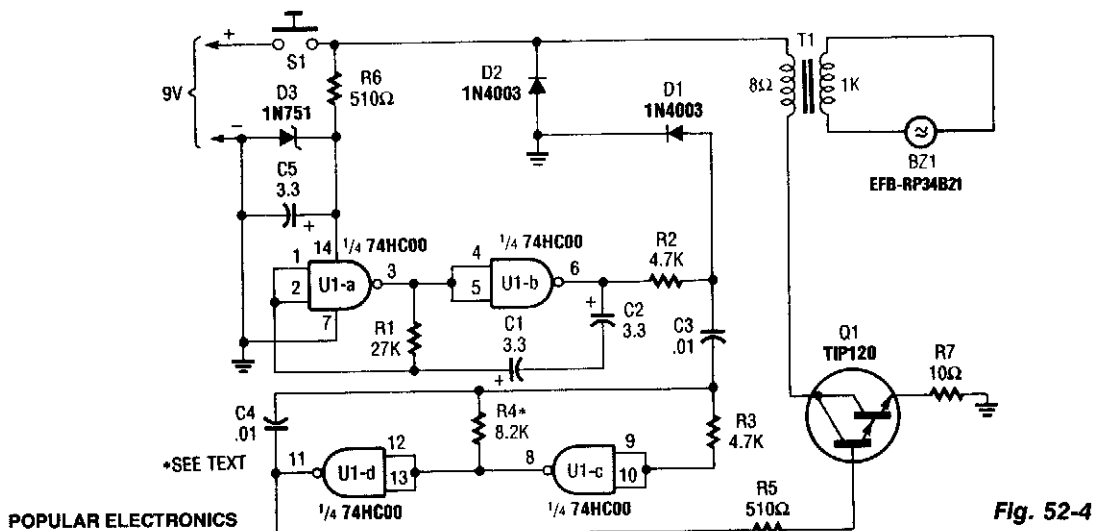 +
S1
9V
−
R6
510Ω
D3
1N751
C5
3.3
+
D2
1N4003
D1
1N4003
T1
8Ω
1K
BZ1
EFB-RP34B21
1/4 74HC00
14
1
2
U1-a
3
7
1/4 74HC00
4
5
U1-b
6
R2
4.7K
R1
27K
C1
3.3
+
+
C2
3.3
C3
.01
Q1
TIP120
R7
10Ω
C4
.01
*SEE TEXT
R4*
8.2K
R3
4.7K
11
U1-d
12
13
1/4 74HC00
8
U1-c
9
10
1/4 74HC00
R5
510Ω
POPULAR ELECTRONICS
Fig. 52-4